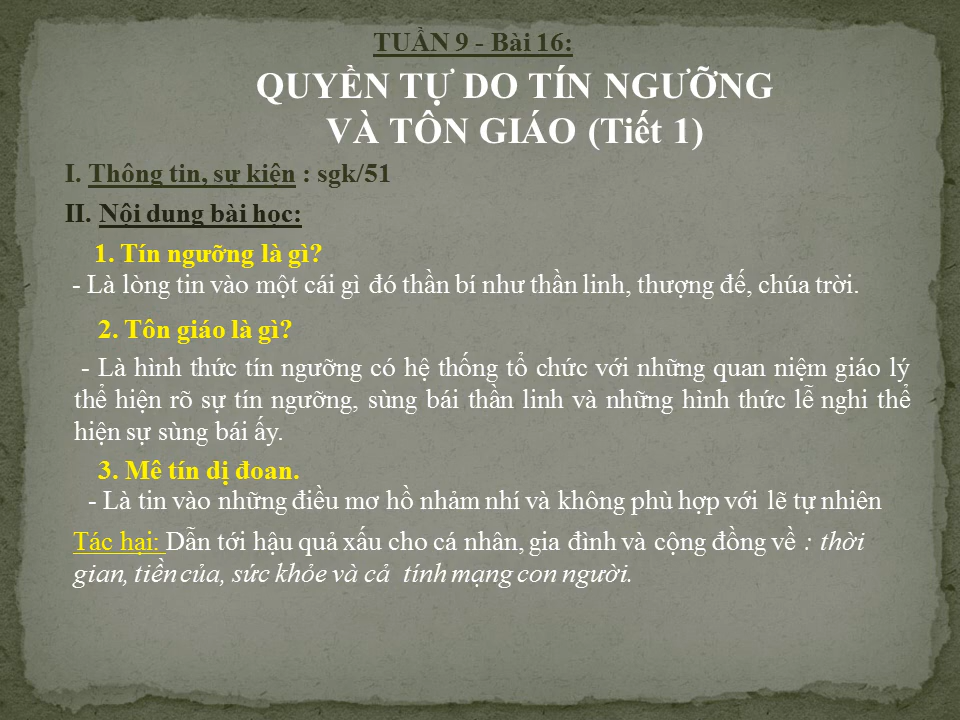 TUẦN 9 - Bài 16:
QUYỀN TỰ DO TÍN NGƯỠNG
VÀ TÔN GIÁO (Tiết 1)
I. Thông tin, sự kiện : sgk/51
II. Nội dung bài học:
1. Tín ngưỡng là gì?
- Là lòng tin vào một cái gì đó thần bí như thần linh, thượng đế, chúa trời.
2. Tôn giáo là gì?
- Là hình thức tín ngưỡng có hệ thống tổ chức với những quan niệm giáo lý
thể hiện rõ sự tín ngưỡng, sùng bái thần linh và những hình thức lễ nghi thể
hiện sự sùng bái ấy.
3. Mê tín dị đoan.
- Là tin vào những điều mơ hồ nhảm nhí và không phù hợp với lẽ tự nhiên
Tác hại: Dẫn tới hậu quả xấu cho cá nhân, gia đình và cộng đồng về : thời
gian, tiền của, sức khỏe và cả tính mạng con người.